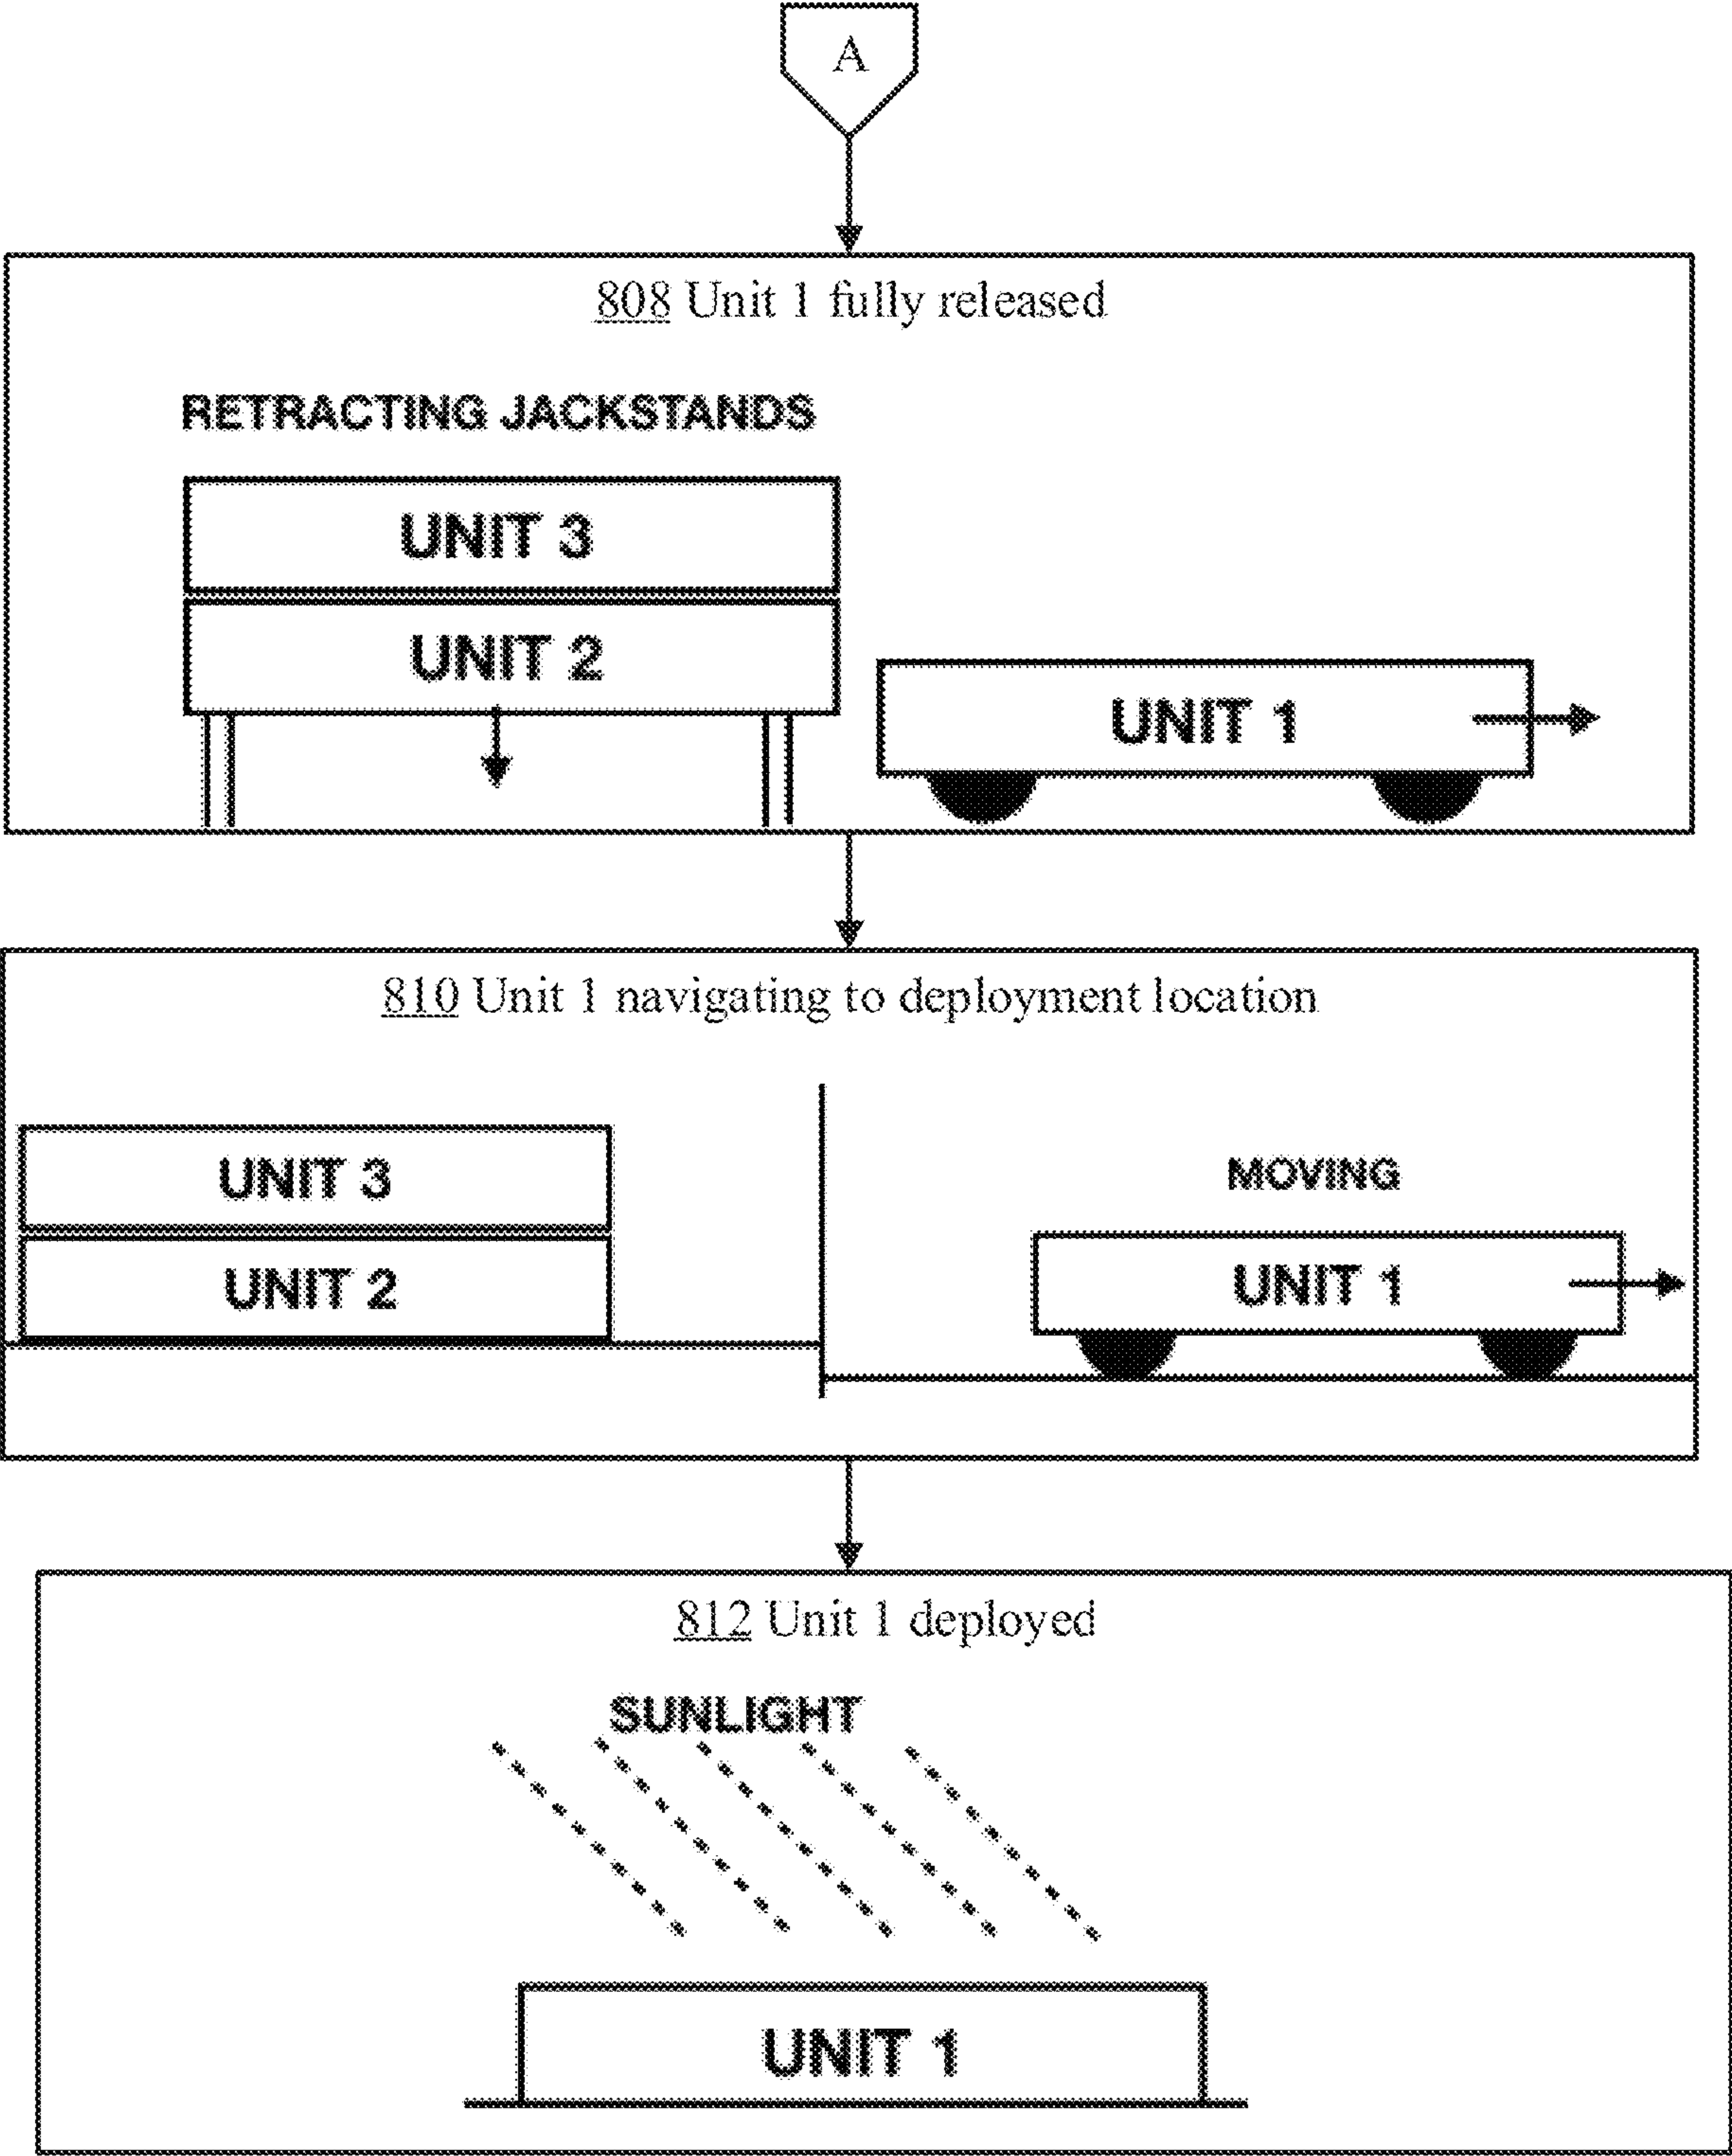 A
808 Unit 1 fully released
RETRACTING JACKSTANDS
UNIT 3
UNIT 2
UNIT 1
810 Unit 1 navigating to deployment location
UNIT 3
MOVING
UNIT 2
UNIT 1
812 Unit 1 deployed
SUNLIGHT
UNIT 1